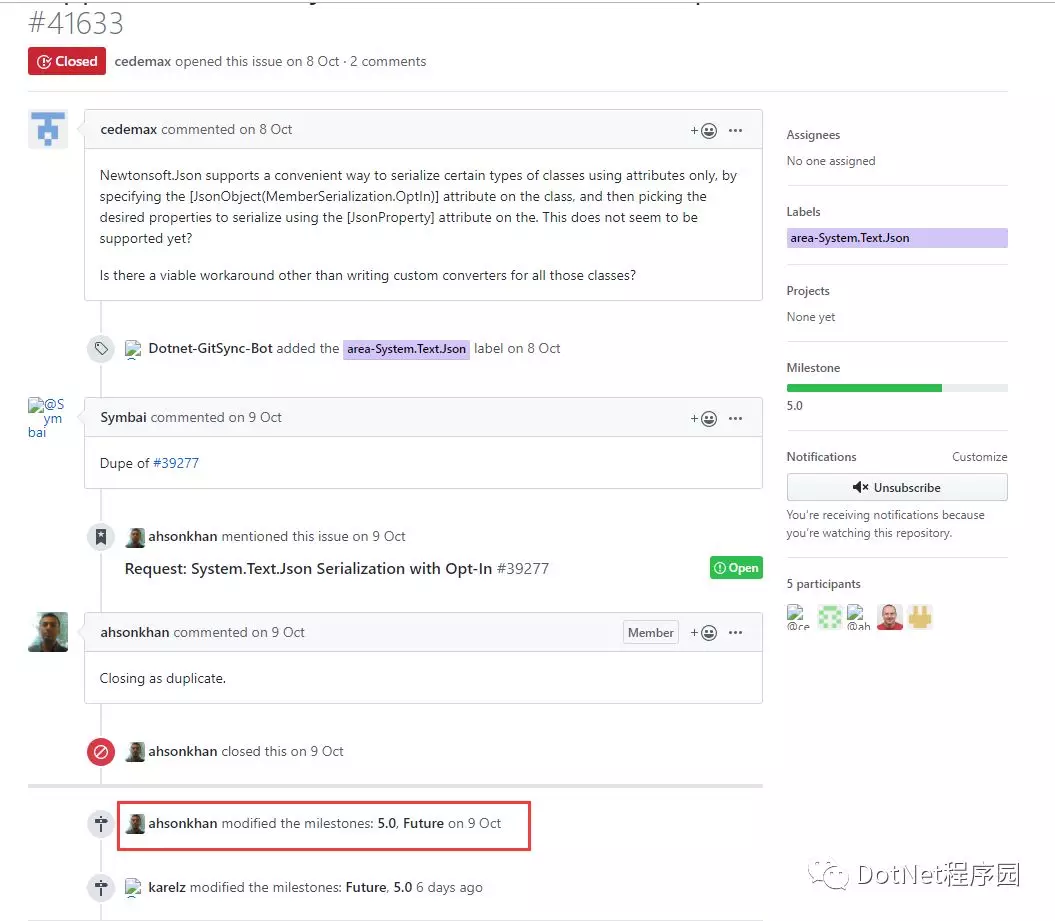 #41633
Closed cedemax opened this issue on 8 Oct · 2 comments
cedemax commented on 8 Oct
Newtonsoft.Json supports a convenient way to serialize certain types of classes using attributes only, by
specifying the [JsonObject(MemberSerialization.OptIn)] attribute on the class, and then picking the
desired properties to serialize using the [JsonProperty] attribute on the. This does not seem to be
supported yet?
Is there a viable workaround other than writing custom converters for all those classes?
Dotnet-GitSync-Bot added the area-System.Text.Json label on 8 Oct
@Sym
bai
Symbai commented on 9 Oct
Dupe of #39277
ahsonkhan mentioned this issue on 9 Oct
Request: System.Text.Json Serialization with Opt-In #39277
Open
ahsonkhan commented on 9 Oct
Member
Closing as duplicate.
ahsonkhan closed this on 9 Oct
ahsonkhan modified the milestones: 5.0, Future on 9 Oct
karelz modified the milestones: Future, 5.0 6 days ago
Assignees
No one assigned
Labels
area-System.Text.Json
Projects
None yet
Milestone
5.0
Notifications
Customize
Unsubscribe
You're receiving notifications because
you're watching this repository.
5 participants
@ce
@ah
DotNet程序园